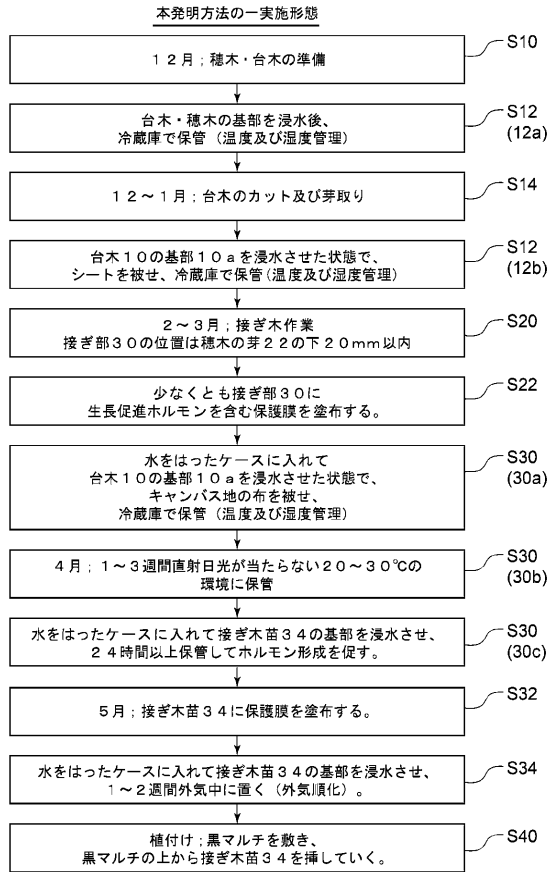 本発明方法の一実施形態
１２月；穂木・台木の準備
S10
台木・穂木の基部を浸水後、
冷蔵庫で保管（温度及び湿度管理）
S12
(12a)
１２～１月；台木のカット及び芽取り
S14
台木１０の基部１０ａを浸水させた状態で、
シートを被せ、冷蔵庫で保管（温度及び湿度管理）
S12
(12b)
２～３月；接ぎ木作業
接ぎ部３０の位置は穂木の芽２２の下２０mm以内
S20
少なくとも接ぎ部３０に
生長促進ホルモンを含む保護膜を塗布する。
S22
水をはったケースに入れて
台木１０の基部１０ａを浸水させた状態で、
キャンバス地の布を被せ、
冷蔵庫で保管（温度及び湿度管理）
S30
(30a)
４月；１～３週間直射日光が当たらない２０～３０℃の
環境に保管
S30
(30b)
水をはったケースに入れて接ぎ木苗３４の基部を浸水させ、
２４時間以上保管してホルモン形成を促す。
S30
(30c)
５月；接ぎ木苗３４に保護膜を塗布する。
S32
水をはったケースに入れて接ぎ木苗３４の基部を浸水させ、
１～２週間外気中に置く（外気順化）。
S34
植付け；黒マルチを敷き、
黒マルチの上から接ぎ木苗３４を挿していく。
S40